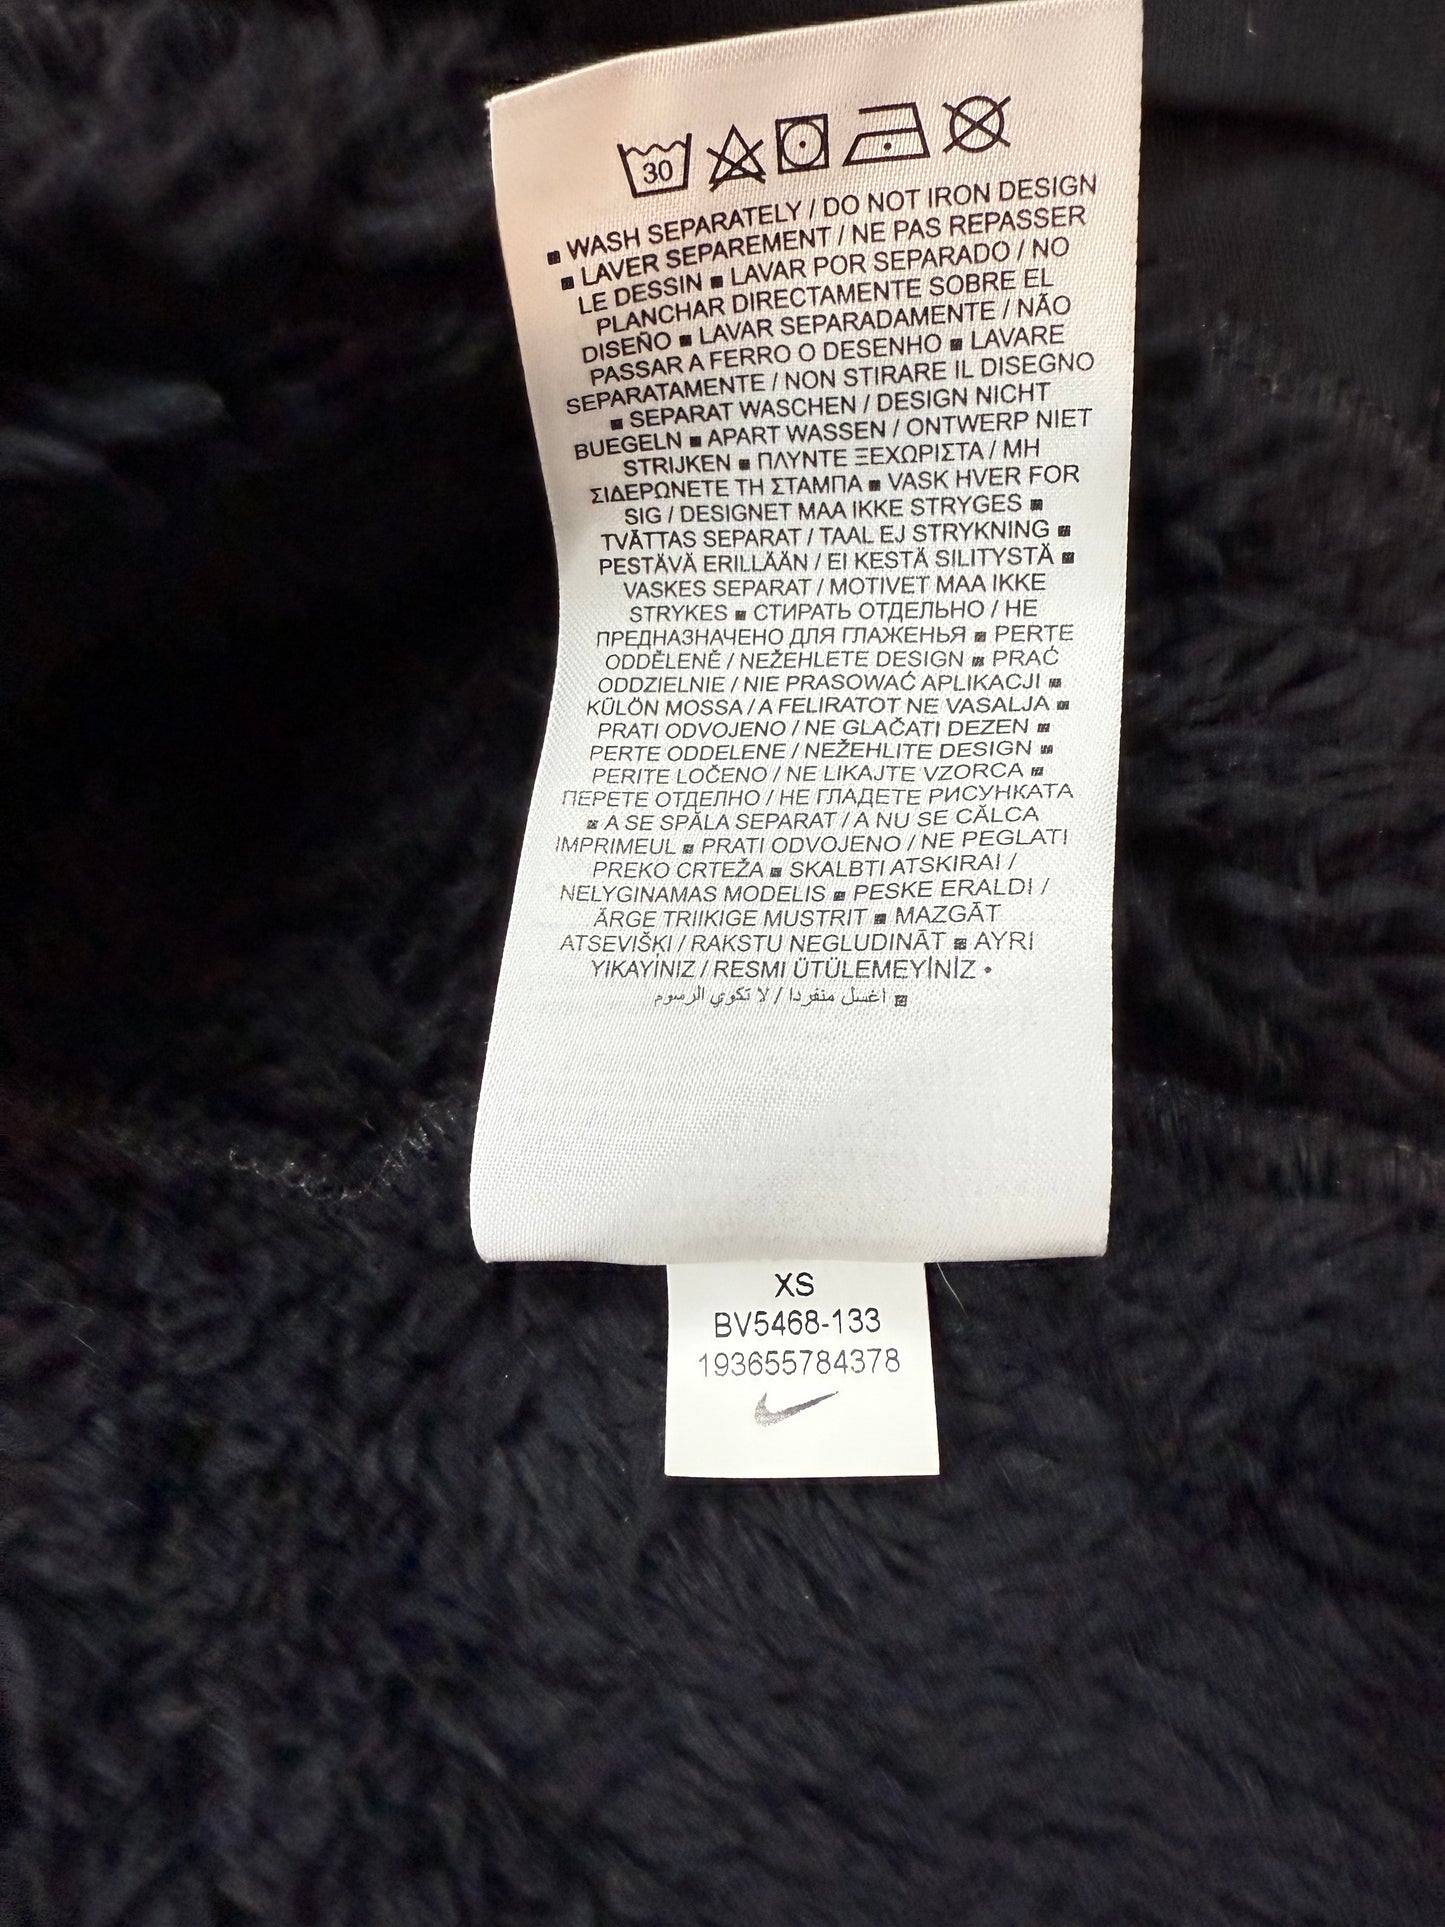 30
▪ WASH SEPARATELY / DO NOT IRON DESIGN
▪ LAVER SEPAREMENT / NE PAS REPASSER
LE DESSIN ▪ LAVAR POR SEPARADO / NO
PLANCHAR DIRECTAMENTE SOBRE EL
DISEÑO ▪ LAVAR SEPARADAMENTE / NÃO
PASSAR A FERRO O DESENHO ▪ LAVARE
SEPARATAMENTE / NON STIRARE IL DISEGNO
▪ SEPARAT WASCHEN / DESIGN NICHT
BUEGELN ▪ APART WASSEN / ONTWERP NIET
STRIJKEN ▪ ΠΛΥΝΤΕ ΞΕΧΩΡΙΣΤΑ / ΜΗ
ΣΙΔΕΡΩΝΕΤΕ ΤΗ ΣΤΑΜΠΑ ▪ VASK HVER FOR
SIG / DESIGNET MAA IKKE STRYGES ▪
TVÄTTAS SEPARAT / TAAL EJ STRYKNING ▪
PESTÄVÄ ERILLÄÄN / EI KESTÄ SILITYSTÄ ▪
VASKES SEPARAT / MOTIVET MAA IKKE
STRYKES ▪ СТИРАТЬ ОТДЕЛЬНО / НЕ
ПРЕДНАЗНАЧЕНО ДЛЯ ГЛАЖЕНЬЯ ▪ PERTE
ODDĚLENĚ / NEŽEHLETE DESIGN ▪ PRAĆ
ODDZIELNIE / NIE PRASOWAĆ APLIKACJI ▪
KÜLÖN MOSSA / A FELIRATOT NE VASALJA ▪
PRATI ODVOJENO / NE GLAČATI DEZEN ▪
PERTE ODDELENE / NEŽEHLITE DESIGN ▪
PERITE LOČENO / NE LIKAJTE VZORCA ▪
ПЕРЕТЕ ОТДЕЛНО / НЕ ГЛАДЕТЕ РИСУНКАТА
▪ A SE SPĂLA SEPARAT / A NU SE CĂLCA
IMPRIMEUL ▪ PRATI ODVOJENO / NE PEGLATI
PREKO CRTEŽA ▪ SKALBTI ATSKIRAI /
NELYGINAMAS MODELIS ▪ PESKE ERALDI /
ÄRGE TRIIKIGE MUSTRIT ▪ MAZGĀT
ATSEVIŠĶI / RAKSTU NEGLUDINĀT ▪ AYRI
YIKAYİNIZ / RESMI ÜTÜLEMEYİNİZ •
▪ اغسل منفردا / لا تكوي الرسوم
XS
BV5468-133
193655784378